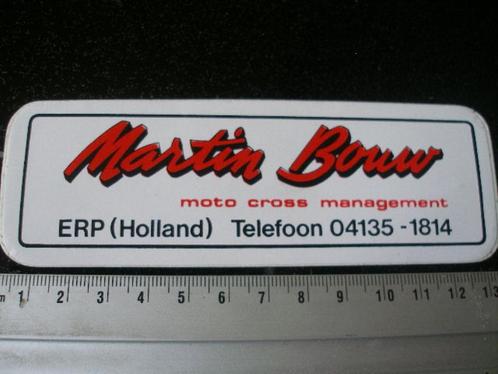 Martin Bouw
moto cross management
ERP (Holland) Telefoon 04135 - 1814
m 1 2 3 4 5 6 7 8 9 10 11 12 13